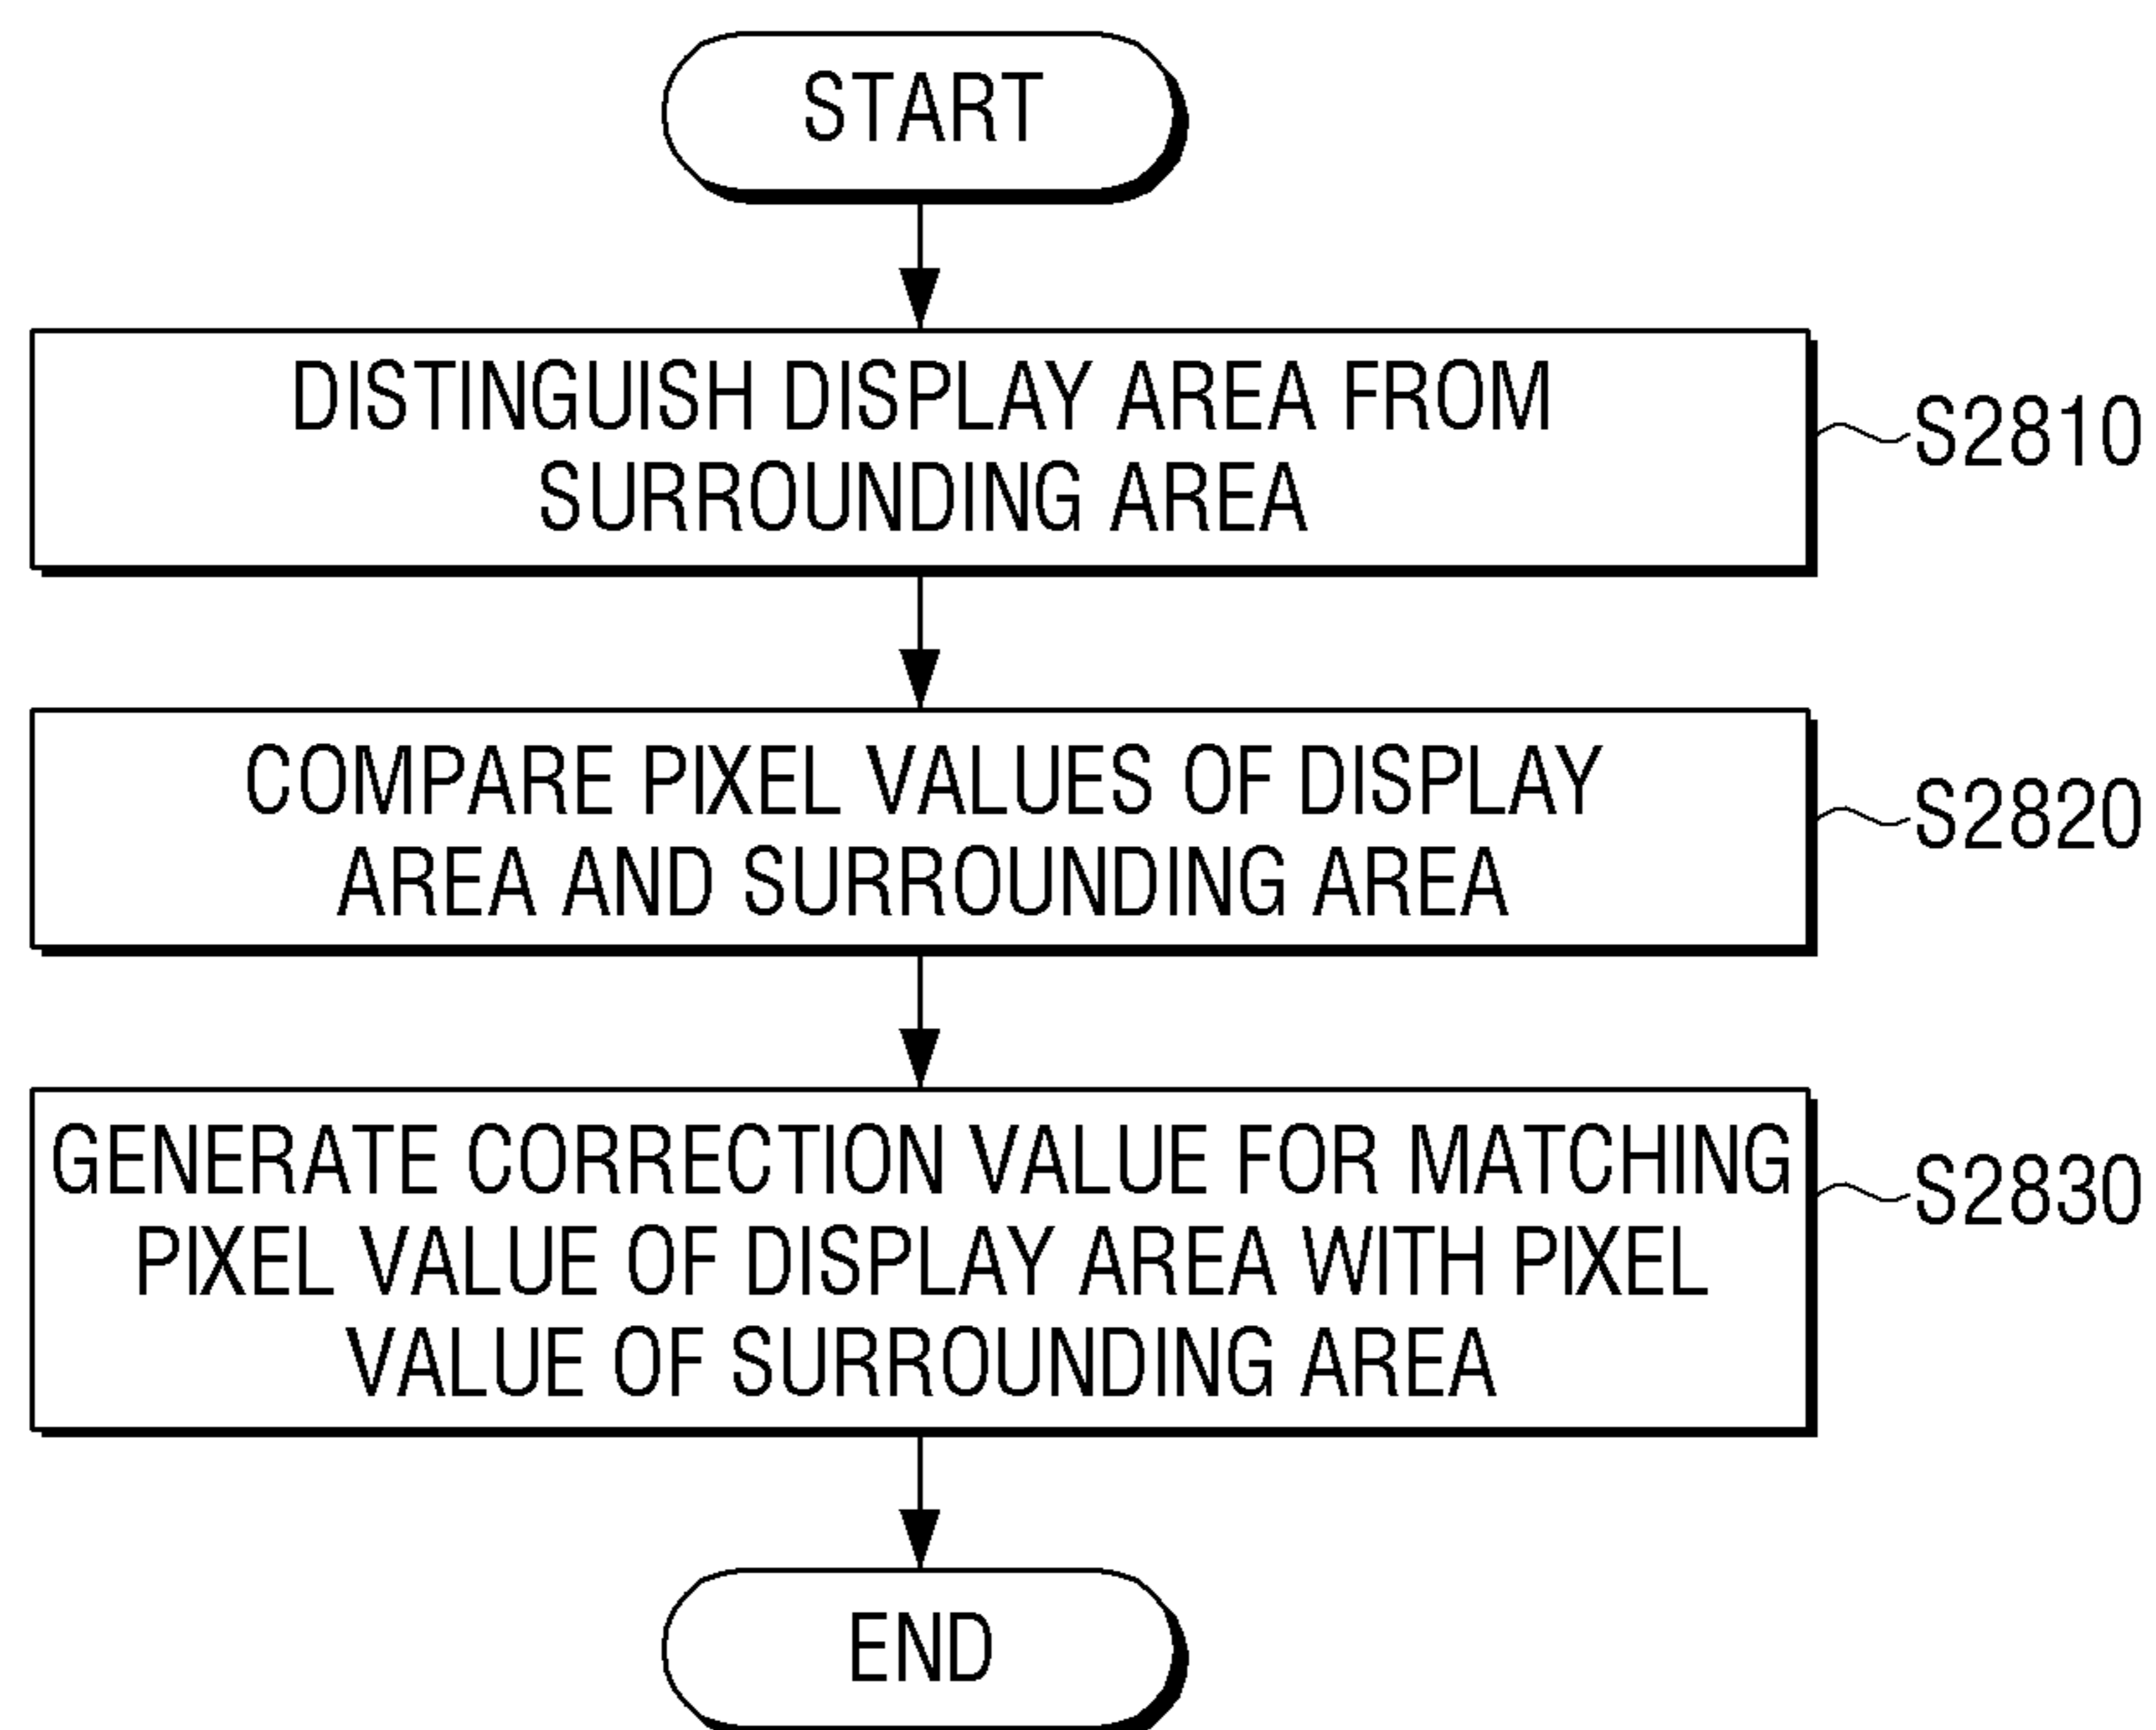 START
DISTINGUISH DISPLAY AREA FROM
SURROUNDING AREA
S2810
COMPARE PIXEL VALUES OF DISPLAY
AREA AND SURROUNDING AREA
S2820
GENERATE CORRECTION VALUE FOR MATCHING
PIXEL VALUE OF DISPLAY AREA WITH PIXEL
VALUE OF SURROUNDING AREA
S2830
END